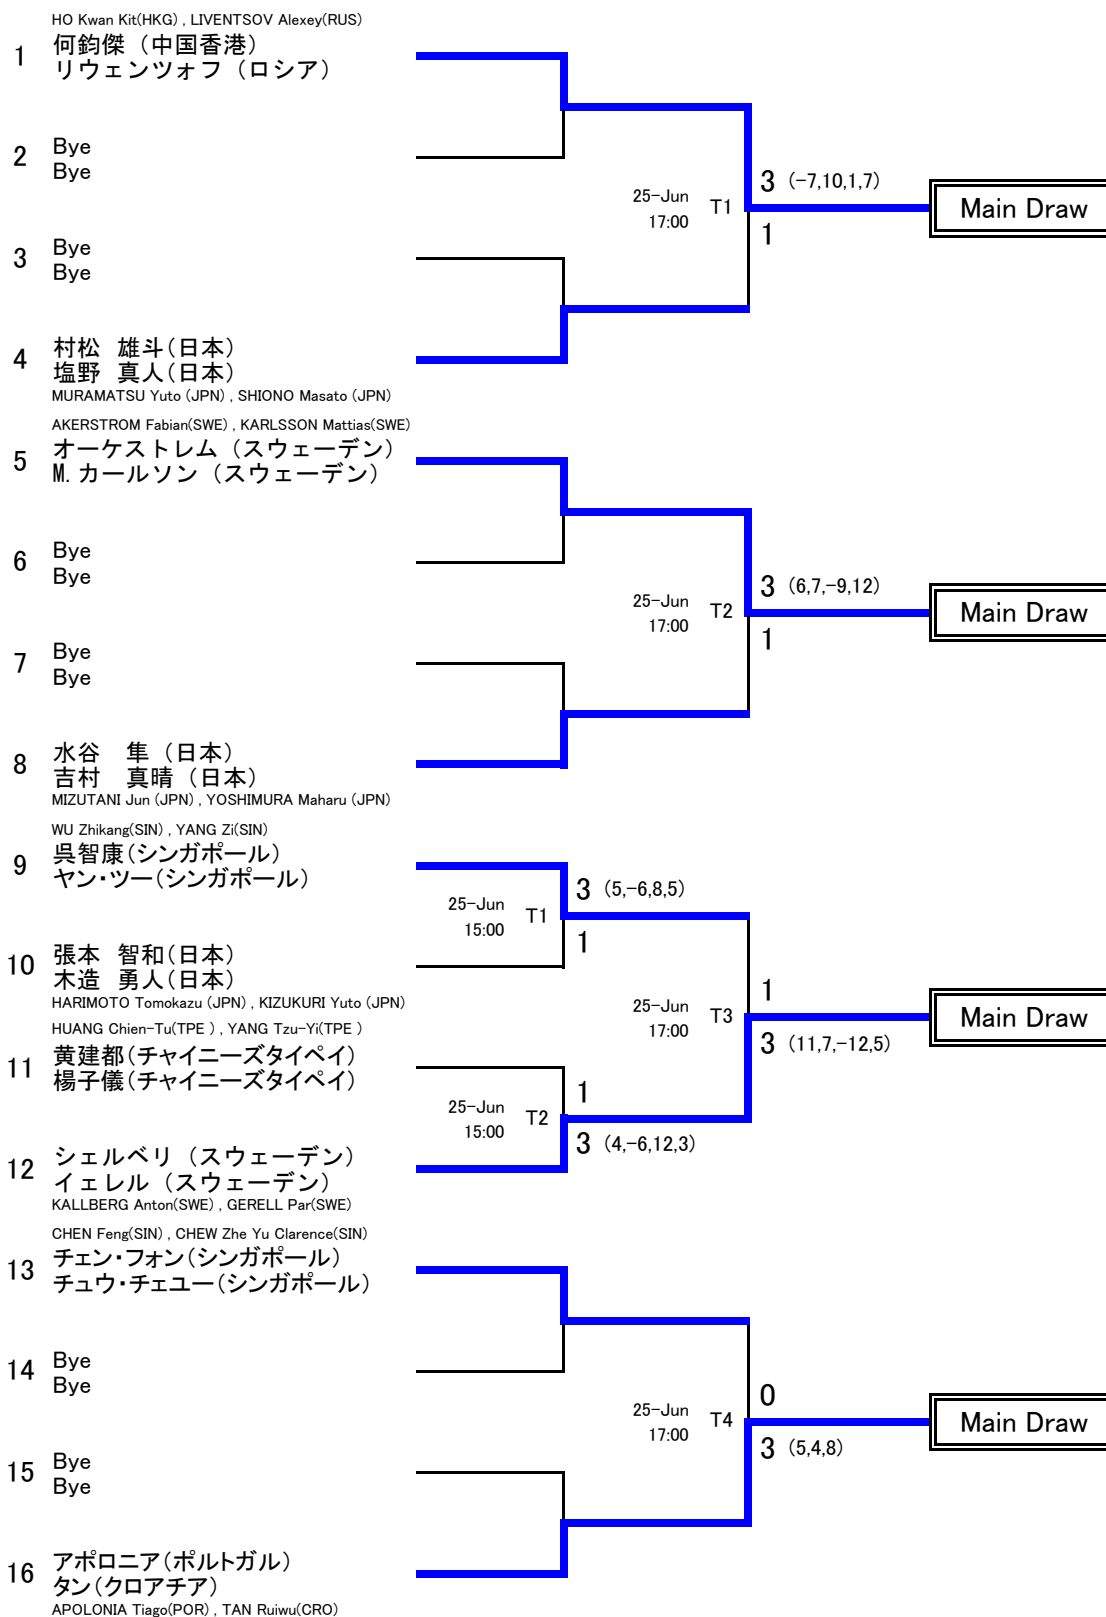 HO Kwan Kit(HKG) , LIVENTSOV Alexey(RUS)
1 何鈞傑（中国香港）
リウェンツォフ（ロシア）
2 Bye
Bye
25-Jun T1 3 (-7,10,1,7)
17:00 1
Main Draw
3 Bye
Bye
4 村松 雄斗(日本)
塩野 真人(日本)
MURAMATSU Yuto (JPN) , SHIONO Masato (JPN)
AKERSTROM Fabian(SWE) , KARLSSON Mattias(SWE)
5 オーケストレム（スウェーデン）
M. カールソン（スウェーデン）
6 Bye
Bye
25-Jun T2 3 (6,7,-9,12)
17:00 1
Main Draw
7 Bye
Bye
8 水谷 隼（日本）
吉村 真晴（日本）
MIZUTANI Jun (JPN) , YOSHIMURA Maharu (JPN)
WU Zhikang(SIN) , YANG Zi(SIN)
9 呉智康(シンガポール)
ヤン・ツー(シンガポール)
25-Jun T1 3 (5,-6,8,5)
15:00 1
10 張本 智和(日本)
木造 勇人(日本)
HARIMOTO Tomokazu (JPN) , KIZUKURI Yuto (JPN)
25-Jun T3 1
17:00 3 (11,7,-12,5)
Main Draw
HUANG Chien-Tu(TPE ) , YANG Tzu-Yi(TPE )
11 黄建都(チャイニーズタイペイ)
楊子儀(チャイニーズタイペイ)
25-Jun T2 1
15:00 3 (4,-6,12,3)
12 シェルベリ（スウェーデン）
イェレル（スウェーデン）
KALLBERG Anton(SWE) , GERELL Par(SWE)
CHEN Feng(SIN) , CHEW Zhe Yu Clarence(SIN)
13 チェン・フォン(シンガポール)
チュウ・チェユー(シンガポール)
14 Bye
Bye
25-Jun T4 0
17:00 3 (5,4,8)
Main Draw
15 Bye
Bye
16 アポロニア(ポルトガル)
タン(クロアチア)
APOLONIA Tiago(POR) , TAN Ruiwu(CRO)